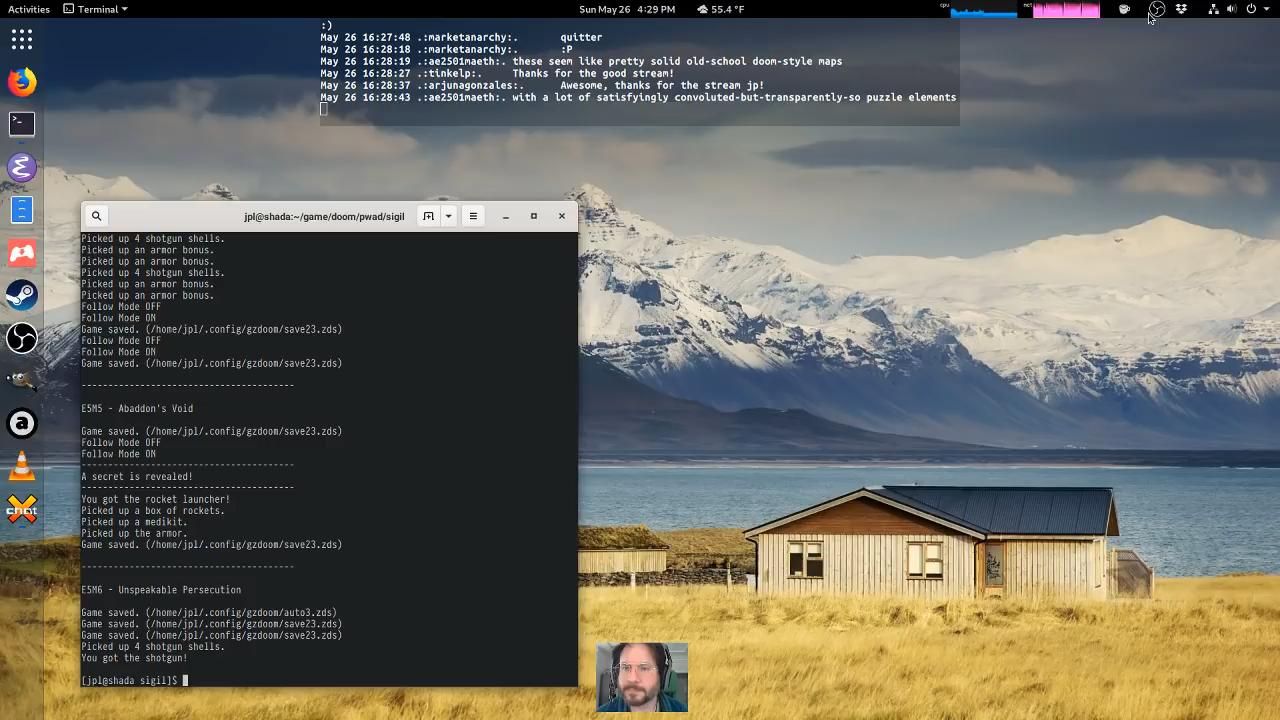 Activities
Terminal
Sun May 26 4:29 PM
55.4 °F
cpu
net
:)
May 26 16:27:48 .:marketanarchy:. quitter
May 26 16:28:18 .:marketanarchy:. :P
May 26 16:28:19 .:ae2501maeth:. these seem like pretty solid old-school doom-style maps
May 26 16:28:27 .:tinkelp:. Thanks for the good stream!
May 26 16:28:37 .:arjunagonzales:. Awesome, thanks for the stream jp!
May 26 16:28:43 .:ae2501maeth:. with a lot of satisfyingly convoluted-but-transparently-so puzzle elements
jpl@shada:~/game/doom/pwad/sigil
Picked up 4 shotgun shells.
Picked up an armor bonus.
Picked up an armor bonus.
Picked up 4 shotgun shells.
Picked up an armor bonus.
Picked up an armor bonus.
Follow Mode OFF
Follow Mode ON
Game saved. (/home/jpl/.config/gzdoom/save23.zds)
Follow Mode OFF
Follow Mode ON
Game saved. (/home/jpl/.config/gzdoom/save23.zds)
----------------------------------------
E5M5 - Abaddon's Void
Game saved. (/home/jpl/.config/gzdoom/save23.zds)
Follow Mode OFF
Follow Mode ON
----------------------------------------
A secret is revealed!
----------------------------------------
You got the rocket launcher!
Picked up a box of rockets.
Picked up a medikit.
Picked up the armor.
Game saved. (/home/jpl/.config/gzdoom/save23.zds)
----------------------------------------
E5M6 - Unspeakable Persecution
Game saved. (/home/jpl/.config/gzdoom/auto3.zds)
Game saved. (/home/jpl/.config/gzdoom/save23.zds)
Game saved. (/home/jpl/.config/gzdoom/save23.zds)
Picked up 4 shotgun shells.
You got the shotgun!
[jpl@shada sigil]$
a
chat